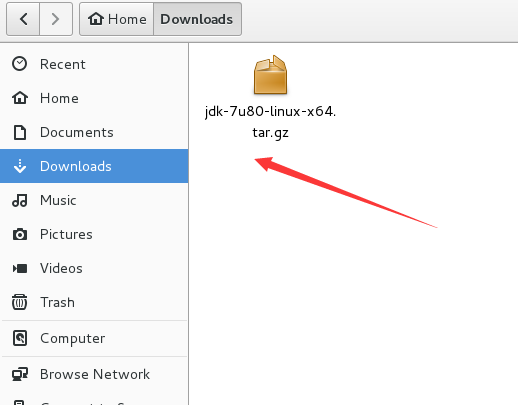 Home
Downloads
Recent
Home
Documents
Downloads
Music
Pictures
Videos
Trash
Computer
Browse Network
jdk-7u80-linux-x64.
tar.gz